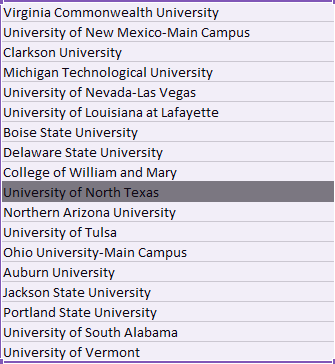 Virginia Commonwealth University
University of New Mexico-Main Campus
Clarkson University
Michigan Technological University
University of Nevada-Las Vegas
University of Louisiana at Lafayette
Boise State University
Delaware State University
College of William and Mary
University of North Texas
Northern Arizona University
University of Tulsa
Ohio University-Main Campus
Auburn University
Jackson State University
Portland State University
University of South Alabama
University of Vermont